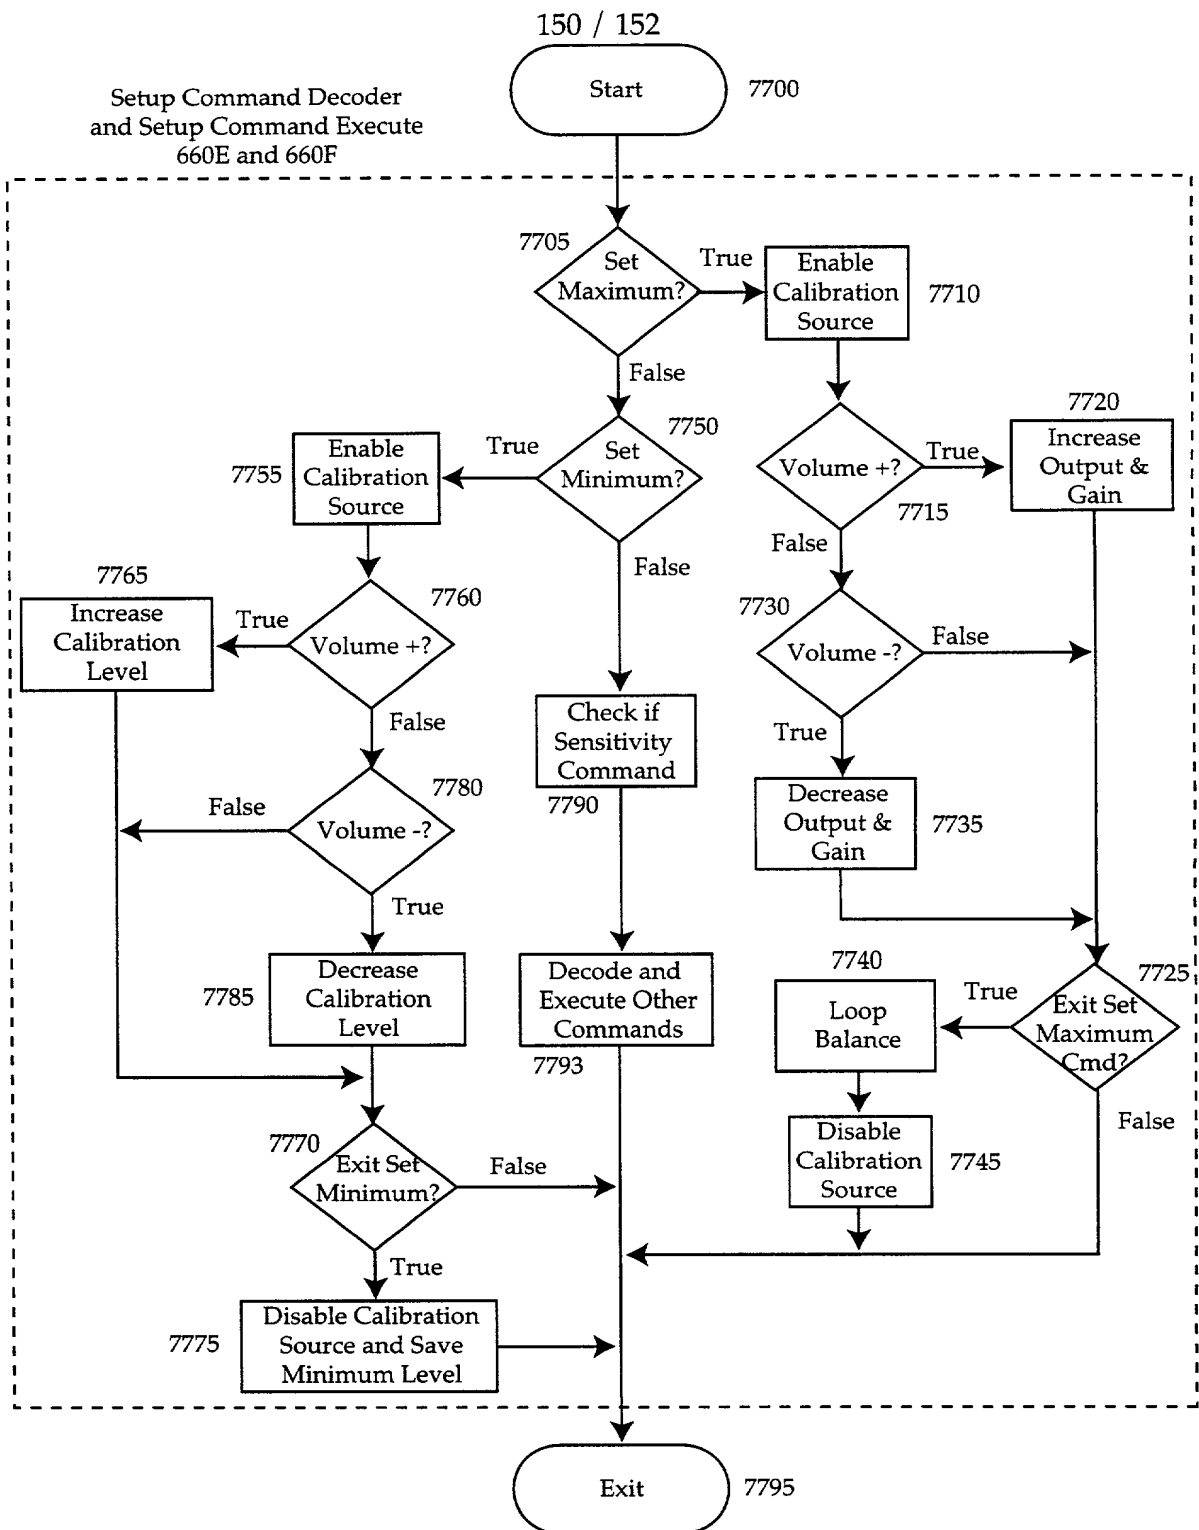 150 / 152
Start
7700
Setup Command Decoder
and Setup Command Execute
660E and 660F
7705
Set
Maximum?
True
Enable
Calibration
Source
7710
False
7750
Set
Minimum?
True
Enable
Calibration
Source
7755
Volume +?
True
7715
7720
Increase
Output &
Gain
False
False
7765
Increase
Calibration
Level
True
7760
Volume +?
7730
Volume -?
False
True
False
Check if
Sensitivity
Command
7790
7780
Volume -?
False
True
Decrease
Output &
Gain
7735
7785
Decrease
Calibration
Level
Decode and
Execute Other
Commands
7793
7740
Loop
Balance
True
7725
Exit Set
Maximum
Cmd?
False
7770
Exit Set
Minimum?
False
Disable
Calibration
Source
7745
True
7775
Disable Calibration
Source and Save
Minimum Level
Exit
7795